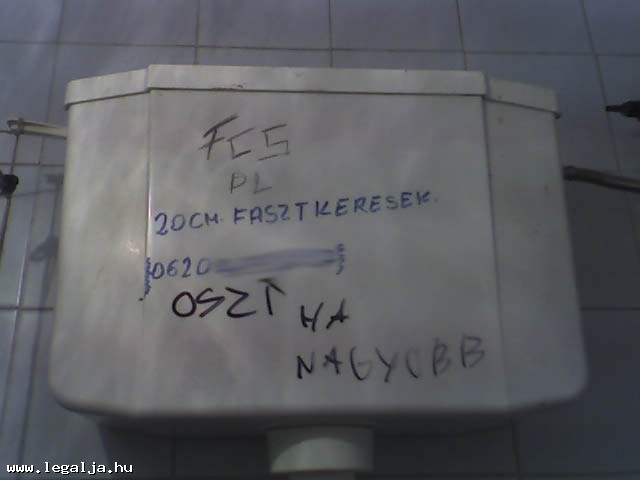 FCS
PL
20CM. FASZT KERESEK.
0620
OSZT HA
NAGYOBB
www.legalja.hu